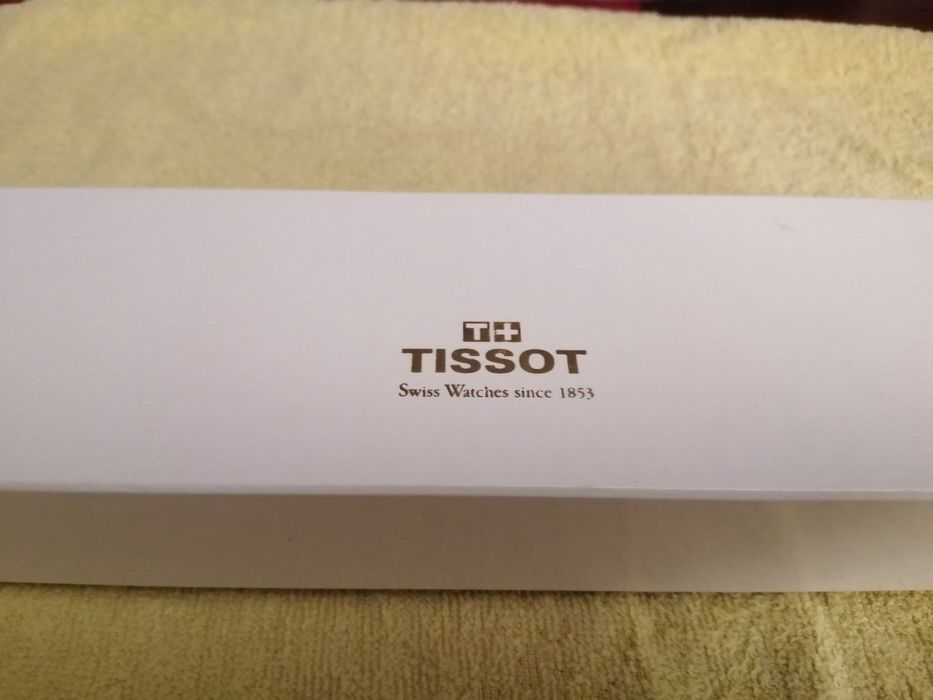 T+
TISSOT
Swiss Watches since 1853